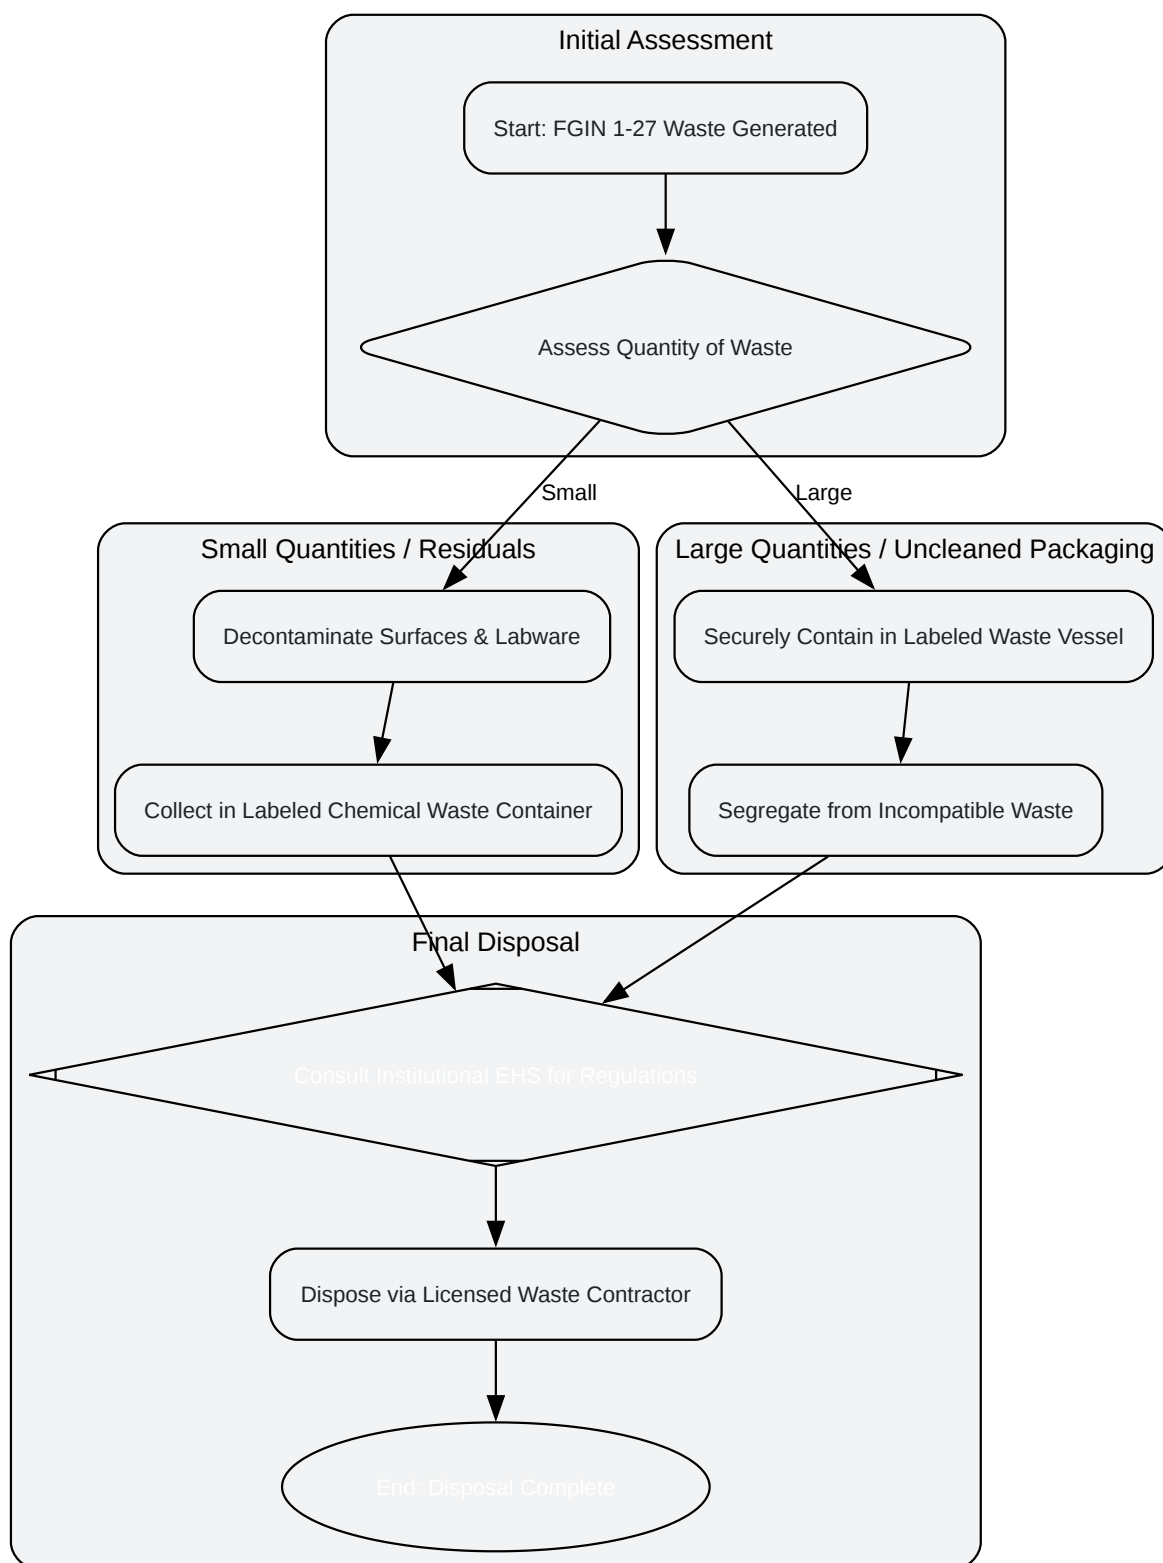 Initial Assessment
Start: FGIN 1-27 Waste Generated
Assess Quantity of Waste
Small
Large
Small Quantities / Residuals
Large Quantities / Uncleaned Packaging
Decontaminate Surfaces & Labware
Securely Contain in Labeled Waste Vessel
Collect in Labeled Chemical Waste Container
Segregate from Incompatible Waste
Final Disposal
Consult Institutional EHS for Regulations
Dispose via Licensed Waste Contractor
End: Disposal Complete